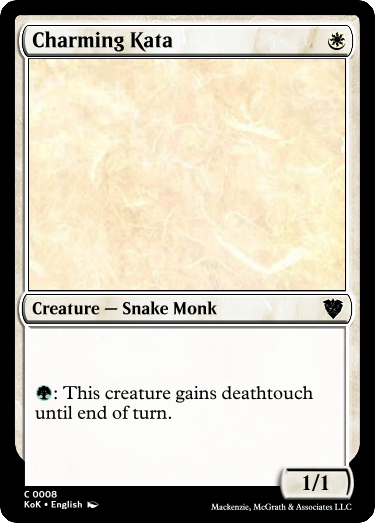 Charming Kata
Creature — Snake Monk
: This creature gains deathtouch
until end of turn.
1/1
C 0008
KoK • English
Mackenzie, McGrath & Associates LLC